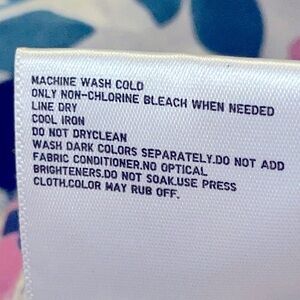 MACHINE WASH COLD
ONLY NON-CHLORINE BLEACH WHEN NEEDED
LINE DRY
COOL IRON
DO NOT DRYCLEAN
WASH DARK COLORS SEPARATELY.DO NOT ADD
FABRIC CONDITIONER.NO OPTICAL
BRIGHTENERS.DO NOT SOAK.USE PRESS
CLOTH.COLOR MAY RUB OFF.